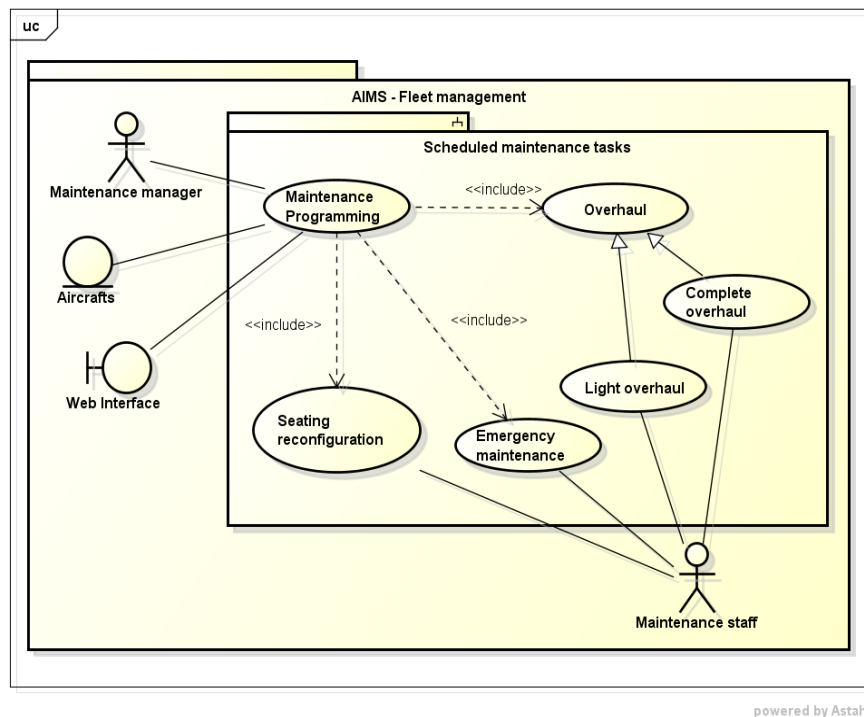 uc
AIMS - Fleet management
Scheduled maintenance tasks
Maintenance manager
Maintenance
Programming
<<include>>
Overhaul
Aircrafts
Complete
overhaul
<<include>>
<<include>>
Web Interface
Light overhaul
Seating
reconfiguration
Emergency
maintenance
Maintenance staff
powered by Astah